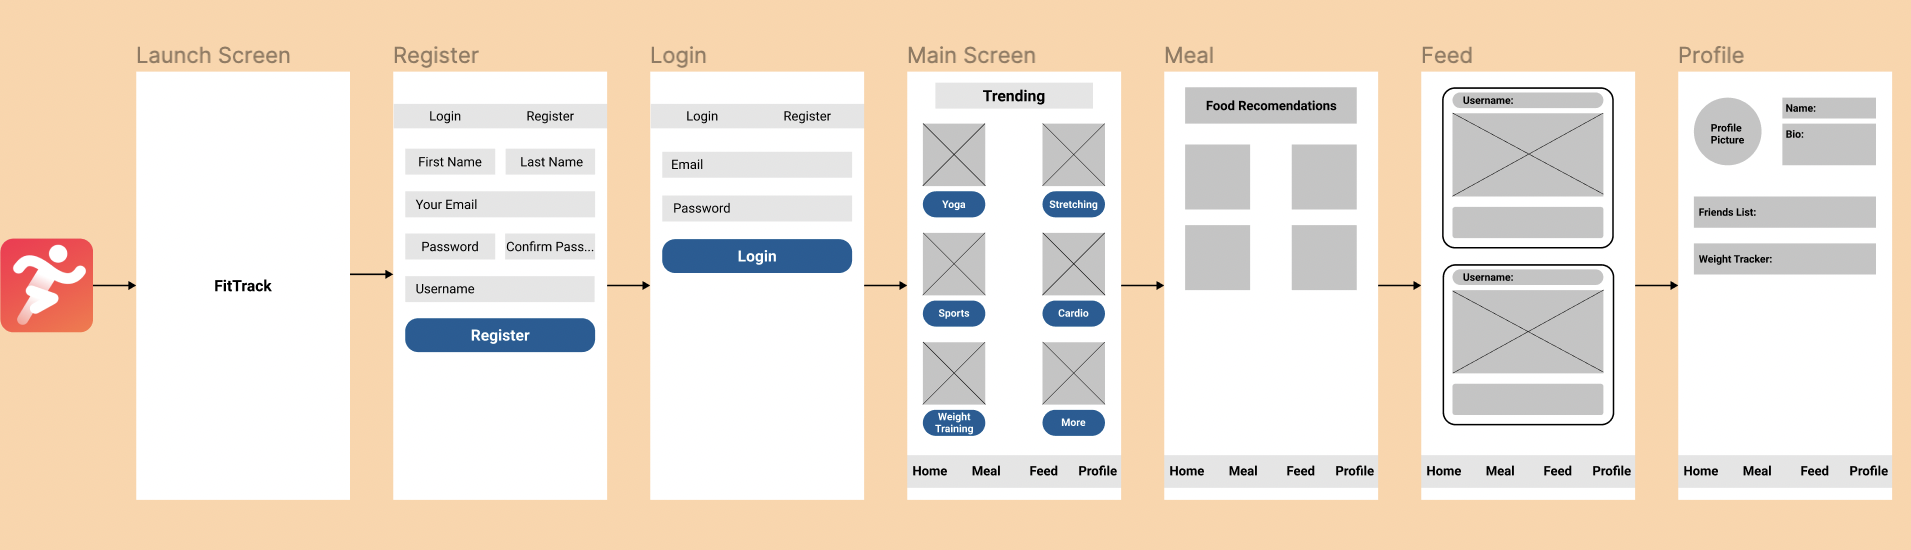 Launch Screen
FitTrack
Register
Login Register
First Name Last Name
Your Email
Password Confirm Pass...
Username
Register
Login
Login Register
Email
Password
Login
Main Screen
Trending
Yoga Stretching
Sports Cardio
Weight
Training
More
Home Meal Feed Profile
Meal
Food Recomendations
Home Meal Feed Profile
Feed
Username:
Username:
Home Meal Feed Profile
Profile
Profile
Picture
Name:
Bio:
Friends List:
Weight Tracker:
Home Meal Feed Profile